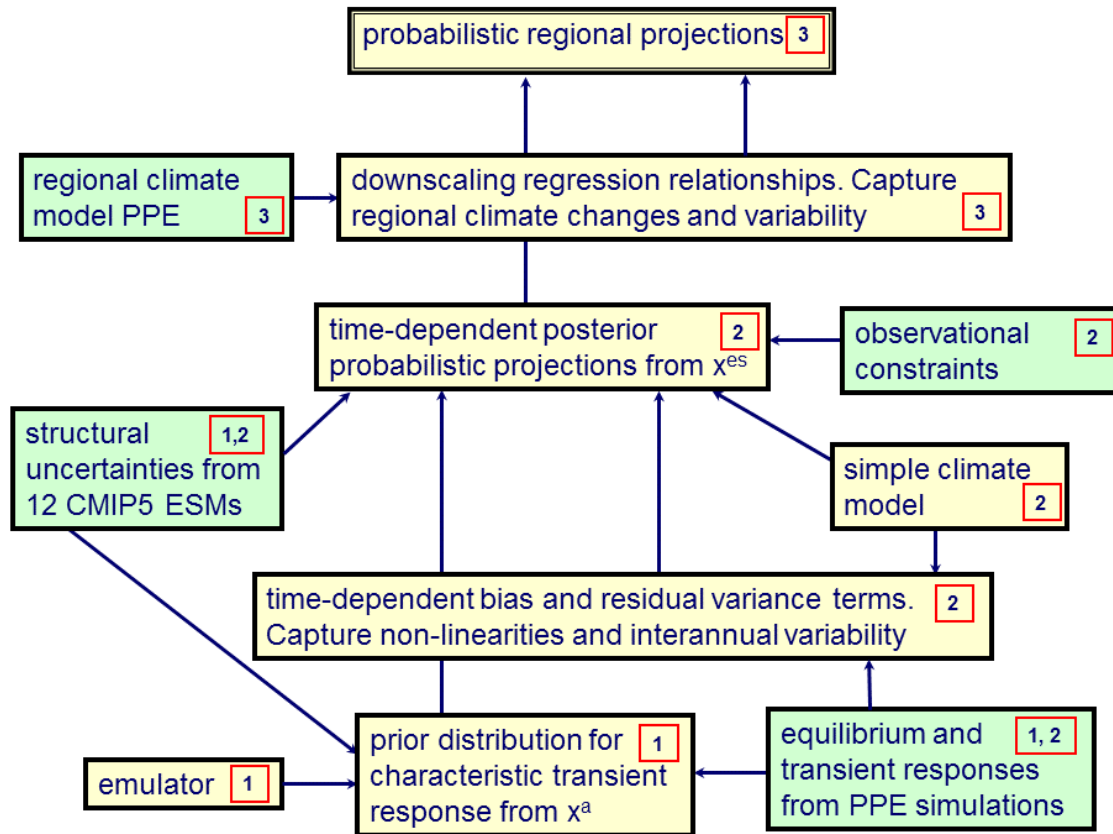 probabilistic regional projections 3
regional climate
model PPE 3
downscaling regression relationships. Capture
regional climate changes and variability 3
time-dependent posterior 2
probabilistic projections from x^es
observational 2
constraints
structural 1,2
uncertainties from
12 CMIP5 ESMs
simple climate
model 2
time-dependent bias and residual variance terms. 2
Capture non-linearities and interannual variability
emulator 1
prior distribution for 1
characteristic transient
response from x^a
equilibrium and 1, 2
transient responses
from PPE simulations